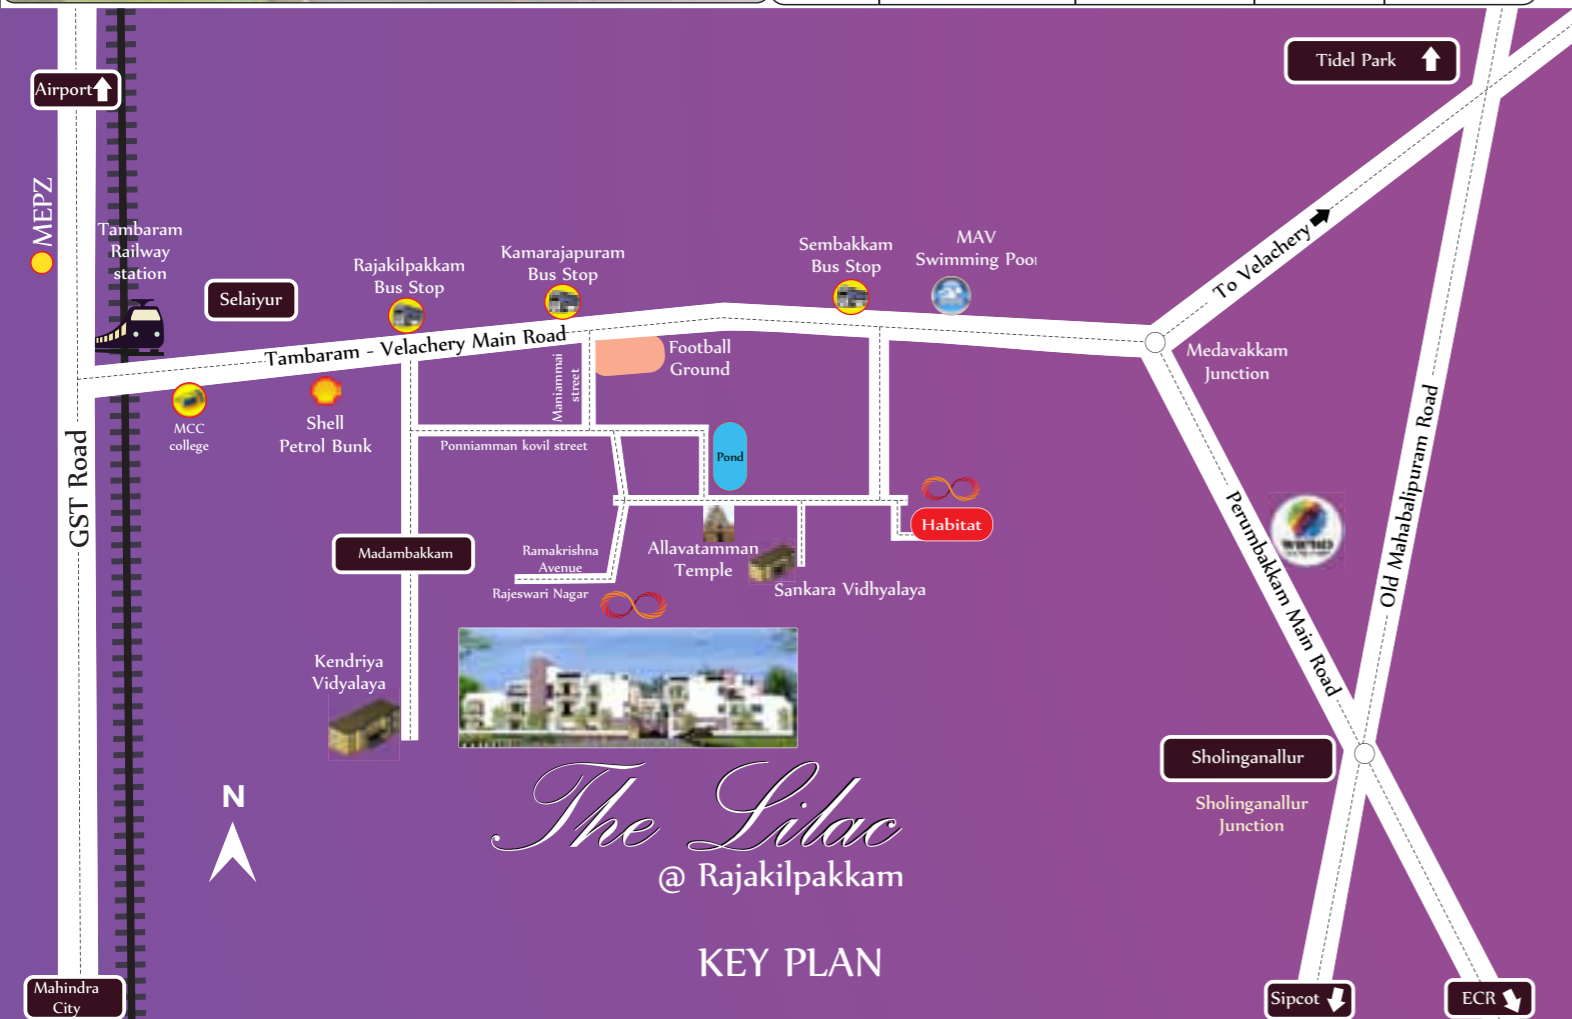 Tidel Park
Airport
MEPZ
Tambaram
Railway
station
Selaiyur
Rajakilpakkam
Bus Stop
Kamarajapuram
Bus Stop
Sembakkam
Bus Stop
MAV
Swimming Pool
To Velachery
Tambaram - Velachery Main Road
Football
Ground
Medavakkam
Junction
Maniammai
street
Shell
Petrol Bunk
MCC
college
GST Road
Ponniamman kovil street
Pond
Habitat
Old Mahabalipuram Road
Perumbakkam Main Road
Madambakkam
Ramakrishna
Avenue
Rajeswari Nagar
Allavatamman
Temple
Sankara Vidhyalaya
Kendriya
Vidyalaya
Sholinganallur
Sholinganallur
Junction
N
The Lilac
@ Rajakilpakkam
KEY PLAN
Mahindra
City
Sipcot
ECR